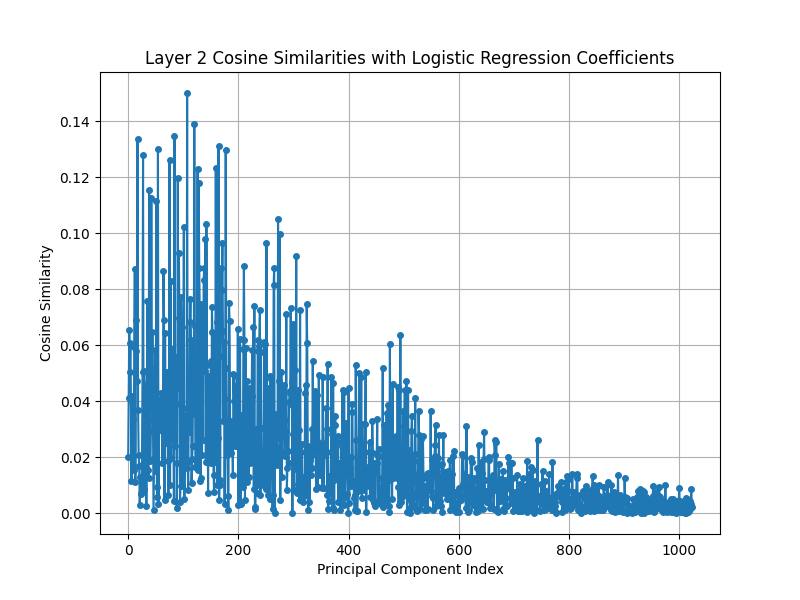 Layer 2 Cosine Similarities with Logistic Regression Coefficients
0.14
0.12
0.10
0.08
0.06
0.04
0.02
0.00
Cosine Similarity
0 200 400 600 800 1000
Principal Component Index